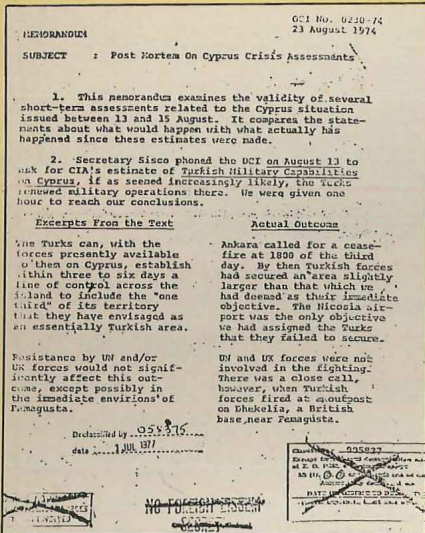 OCI No. 0230-74
23 August 1974
MEMORANDUM
SUBJECT : Post Mortem On Cyprus Crisis Assessments
1. This memorandum examines the validity of several
short-term assessments related to the Cyprus situation
issued between 13 and 15 August. It compares the state-
ments about what would happen with what actually has
happened since these estimates were made.
2. Secretary Sisco phoned the DCI on August 13 to
ask for CIA's estimate of Turkish Military Capabilities
on Cyprus, if as seemed increasingly likely, the Turks
renewed military operations there. We were given one
hour to reach our conclusions.
Excerpts From the Text
The Turks can, with the
forces presently available
to them on Cyprus, establish
within three to six days a
line of control across the
island to include the "one
third" of its territory
that they have envisaged as
an essentially Turkish area.
Resistance by UN and/or
UK forces would not signif-
icantly affect this out-
come, except possibly in
the immediate environs of
Famagusta.
Actual Outcome
Ankara called for a cease-
fire at 1800 of the third
day. By then Turkish forces
had secured an area slightly
larger than that which we
had deemed as their immediate
objective. The Nicosia air-
port was the only objective
we had assigned the Turks
that they failed to secure.
UN and UK forces were not
involved in the fighting.
There was a close call,
however, when Turkish
forces fired at an outpost
on Dhekelia, a British
base near Famagusta.
Declassified by 058375
date 1 JUL 1977
NO FOREIGN DISSEM